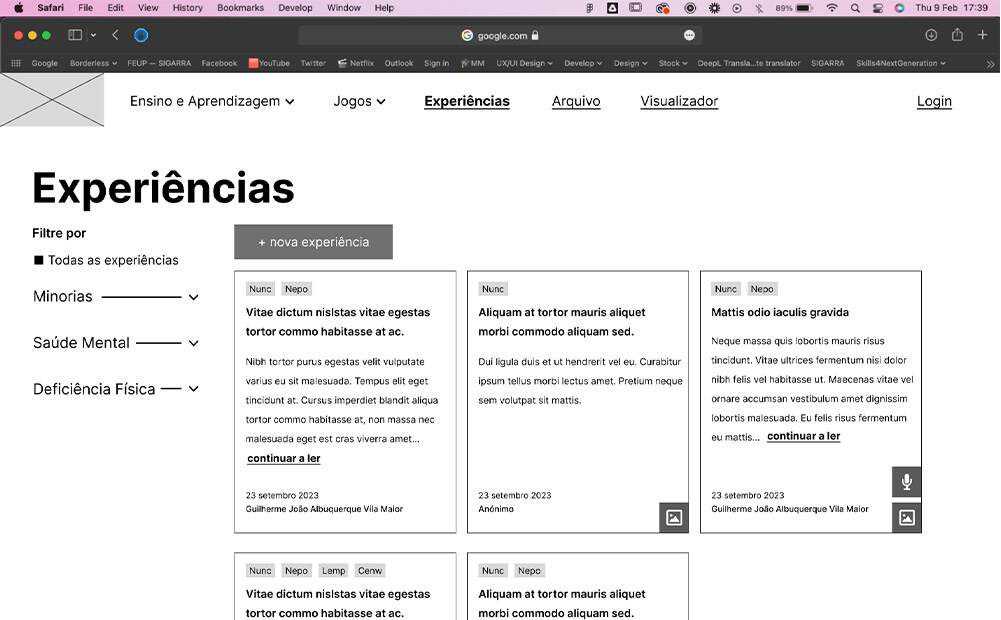 Safari File Edit View History Bookmarks Develop Window Help 89% Thu 9 Feb 17:39
google.com
Google Borderless FEUP — SIGARRA Facebook YouTube Twitter Netflix Outlook Sign in MM UX/UI Design Develop Design Stock DeepL Transla...te translator SIGARRA Skills4NextGeneration
Ensino e Aprendizagem Jogos Experiências Arquivo Visualizador Login
Experiências
Filtre por
Todas as experiências
Minorias
Saúde Mental
Deficiência Física
+ nova experiência
Nunc Nepo
Vitae dictum nislstas vitae egestas
tortor commo habitasse at ac.
Nibh tortor purus egestas velit vulputate
varius eu sit malesuada. Tempus elit eget
tincidunt at. Cursus imperdiet blandit aliqua
tortor commo habitasse at, non massa nec
malesuada eget est cras viverra amet...
continuar a ler
23 setembro 2023
Guilherme João Albuquerque Vila Maior
Nunc
Aliquam at tortor mauris aliquet
morbi commodo aliquam sed.
Dui ligula duis et ut hendrerit vel eu. Curabitur
ipsum tellus morbi lectus amet. Pretium neque
sem volutpat sit mattis.
23 setembro 2023
Anónimo
Nunc Nepo
Mattis odio iaculis gravida
Neque massa quis lobortis mauris risus
tincidunt. Vitae ultrices fermentum nisi dolor
nibh felis vel habitasse ut. Maecenas vitae vel
ornare accumsan vestibulum amet dignissim
lobortis malesuada. Eu felis risus fermentum
eu mattis... continuar a ler
23 setembro 2023
Guilherme João Albuquerque Vila Maior
Nunc Nepo Lemp Cenw
Vitae dictum nislstas vitae egestas
tortor commo habitasse at ac.
Nunc Nepo
Aliquam at tortor mauris aliquet
morbi commodo aliquam sed.